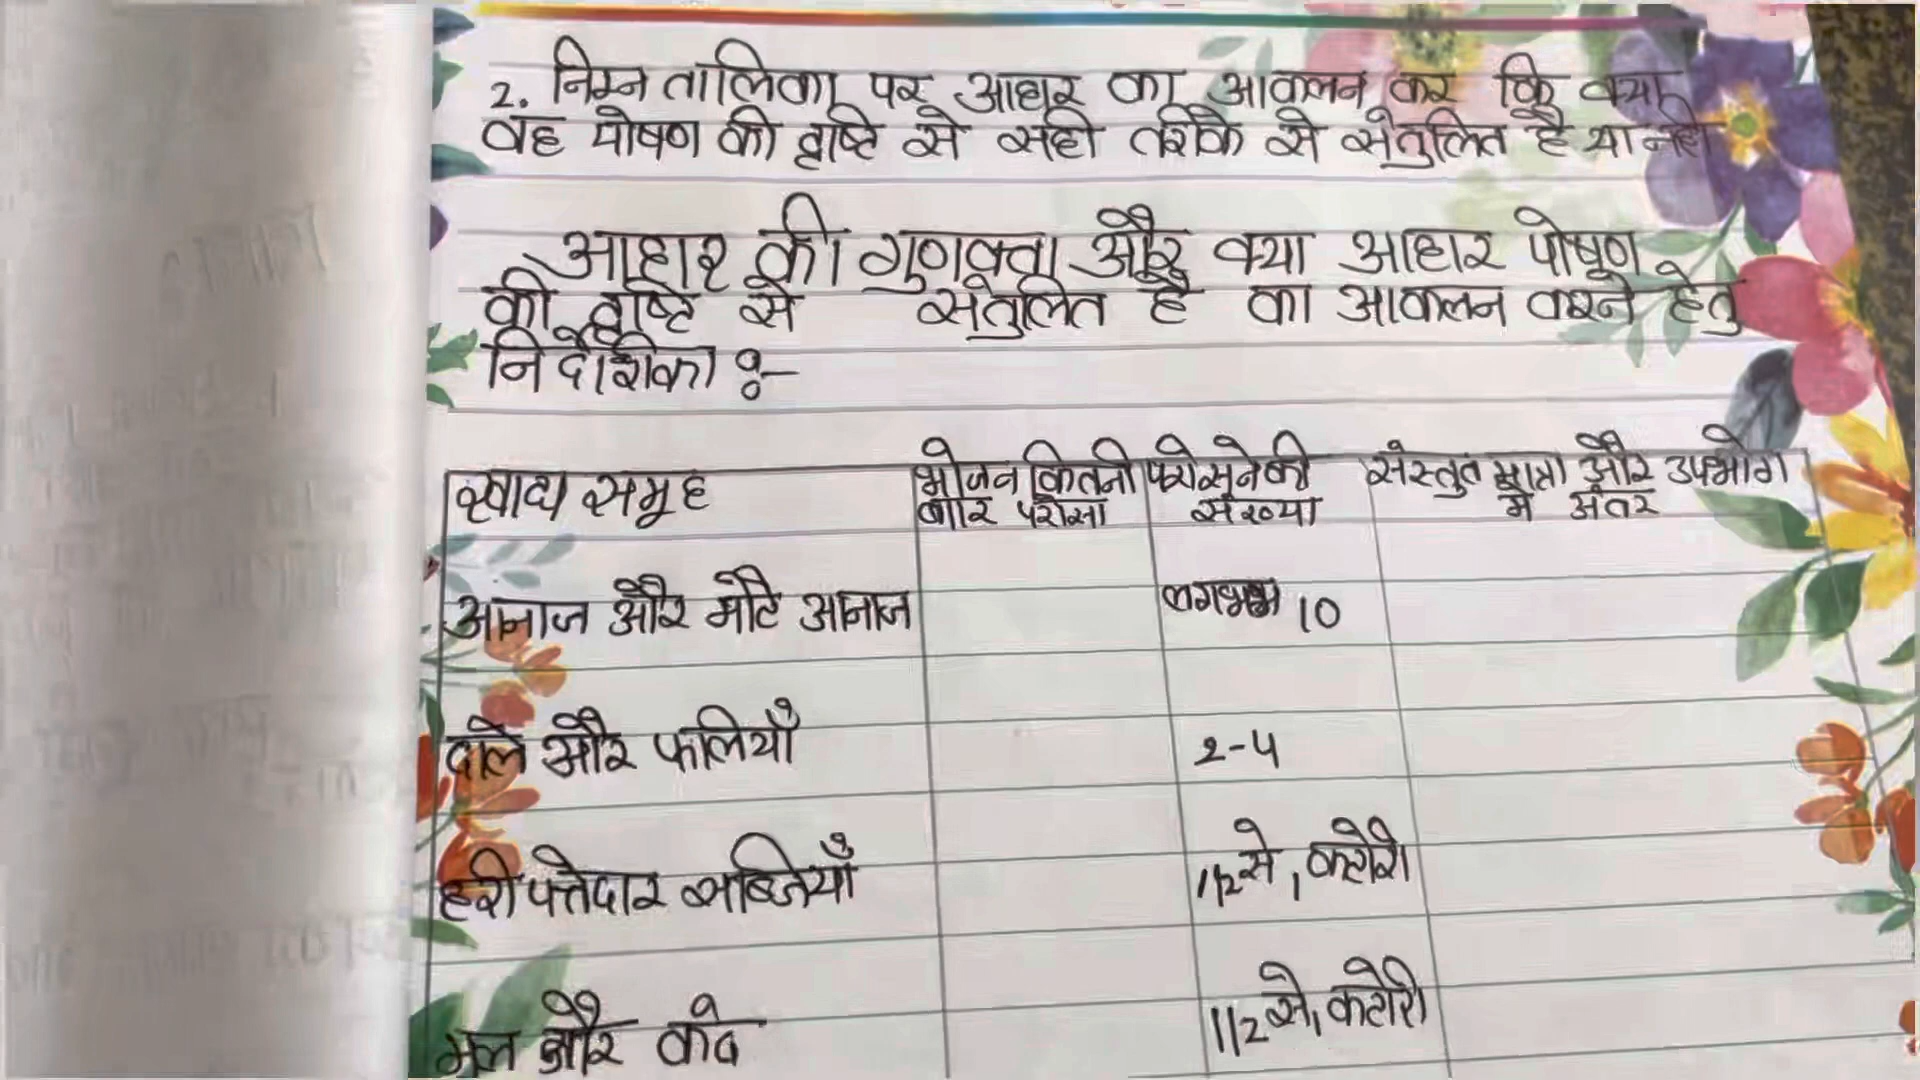 2. निम्न तालिका पर आहार का आकलन कर कि क्या
वह पोषण की दृष्टि से सही तरीके से संतुलित है या नही
आहार की गुणवत्ता और क्या आहार पोषण
की दृष्टि से संतुलित है का आकलन करने हेतु
निर्देशिका :-
खाद्य समूह भोजन कितनी परोसने की संस्तुत मात्रा और उपभोग
बार परोसा संख्या में अंतर
अनाज और मोटे अनाज लगभग 10
दाले और फलियाँ 2-4
हरी पत्तेदार सब्जियाँ 1/2 से 1 कटोरी
मूल और कंद 1/2 से 1 कटोरी